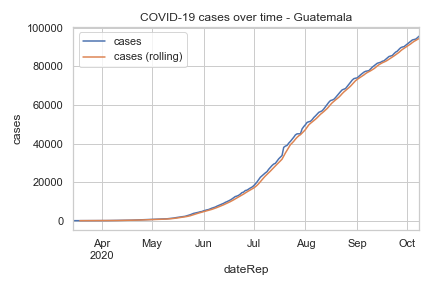 COVID-19 cases over time - Guatemala
100000
80000
60000
40000
20000
0
cases
cases
cases (rolling)
Apr
2020
May
Jun
Jul
Aug
Sep
Oct
dateRep